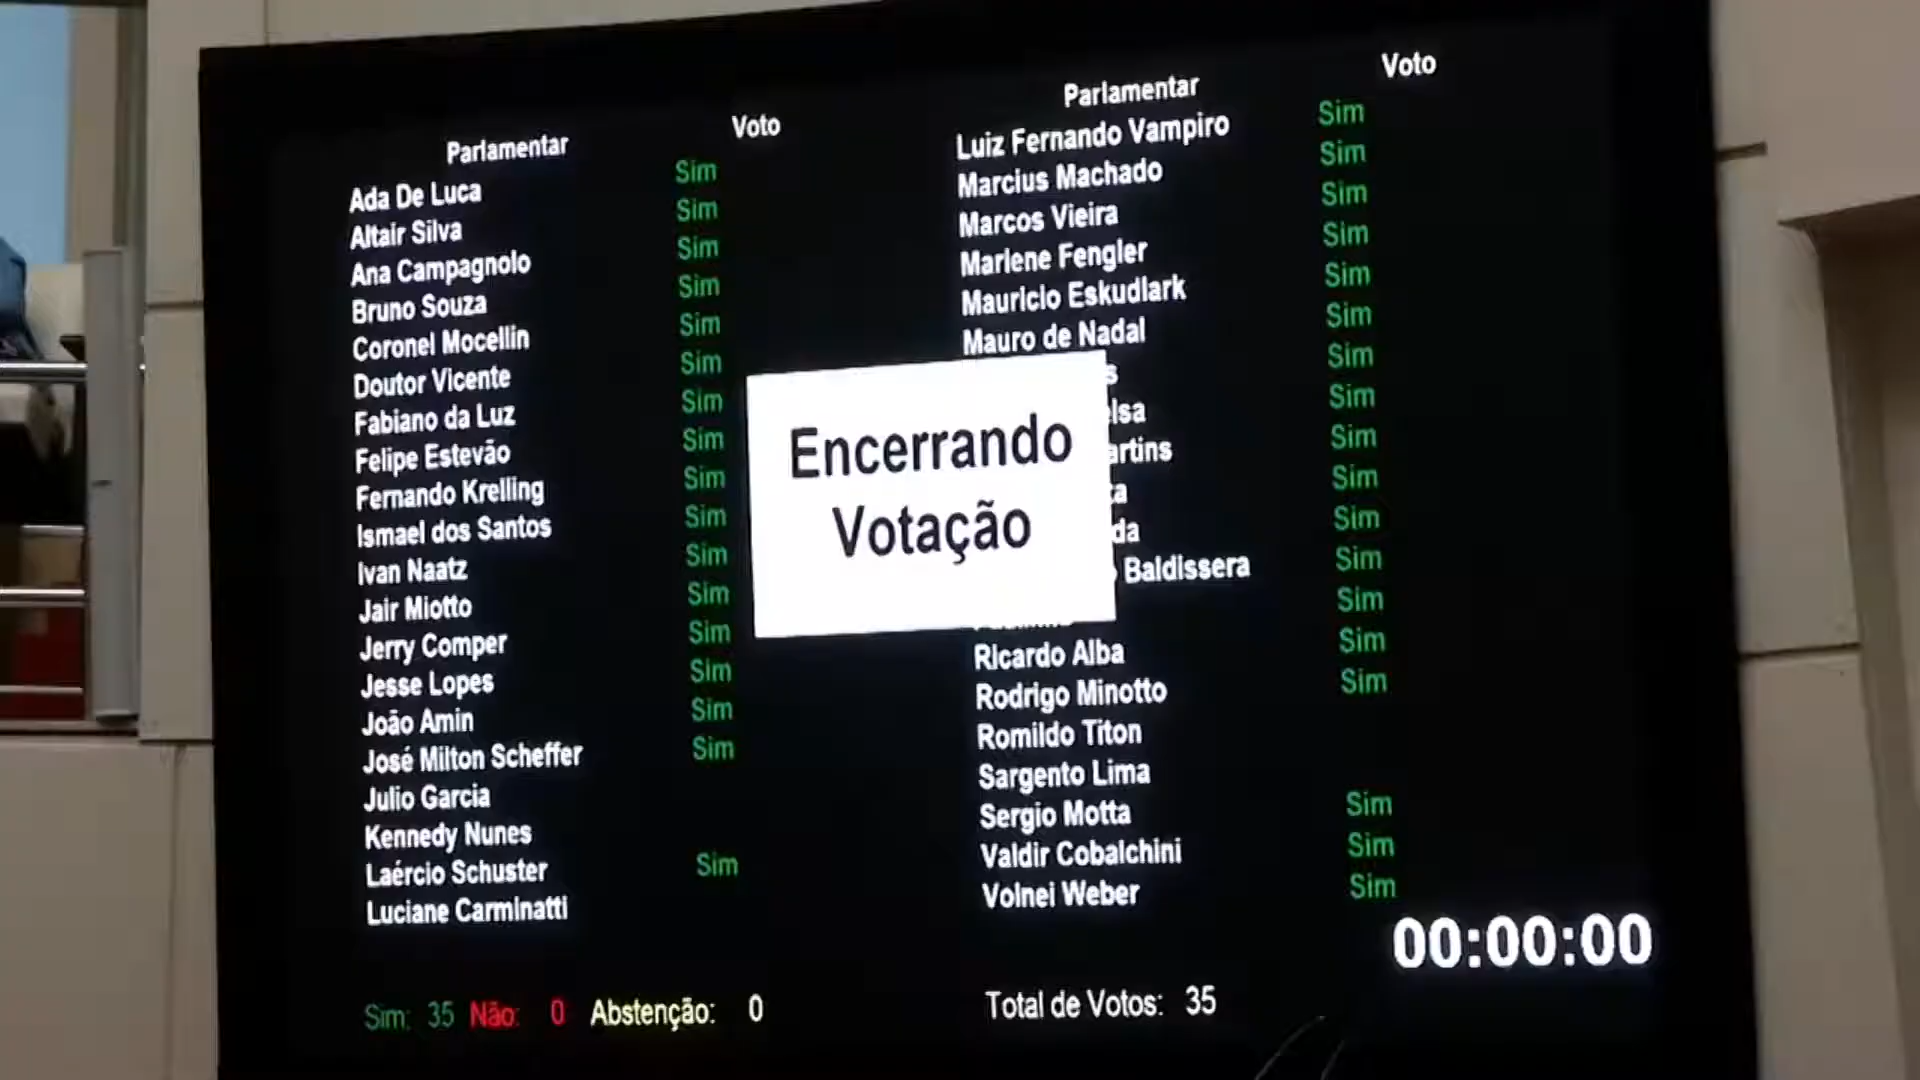 Parlamentar Voto
Ada De Luca Sim
Altair Silva Sim
Ana Campagnolo Sim
Bruno Souza Sim
Coronel Mocellin Sim
Doutor Vicente Sim
Fabiano da Luz Sim
Felipe Estevão Sim
Fernando Krelling Sim
Ismael dos Santos Sim
Ivan Naatz Sim
Jair Miotto Sim
Jerry Comper Sim
Jesse Lopes Sim
João Amin Sim
José Milton Scheffer Sim
Julio Garcia
Kennedy Nunes
Laércio Schuster Sim
Luciane Carminatti
Parlamentar Voto
Luiz Fernando Vampiro Sim
Marcius Machado Sim
Marcos Vieira Sim
Marlene Fengler Sim
Mauricio Eskudlark Sim
Mauro de Nadal Sim
Sim
Sim
Sim
Sim
Sim
Baldissera Sim
Sim
Ricardo Alba Sim
Rodrigo Minotto Sim
Romildo Titon
Sargento Lima
Sergio Motta Sim
Valdir Cobalchini Sim
Volnei Weber Sim
Encerrando
Votação
00:00:00
Sim: 35 Não: 0 Abstenção: 0 Total de Votos: 35